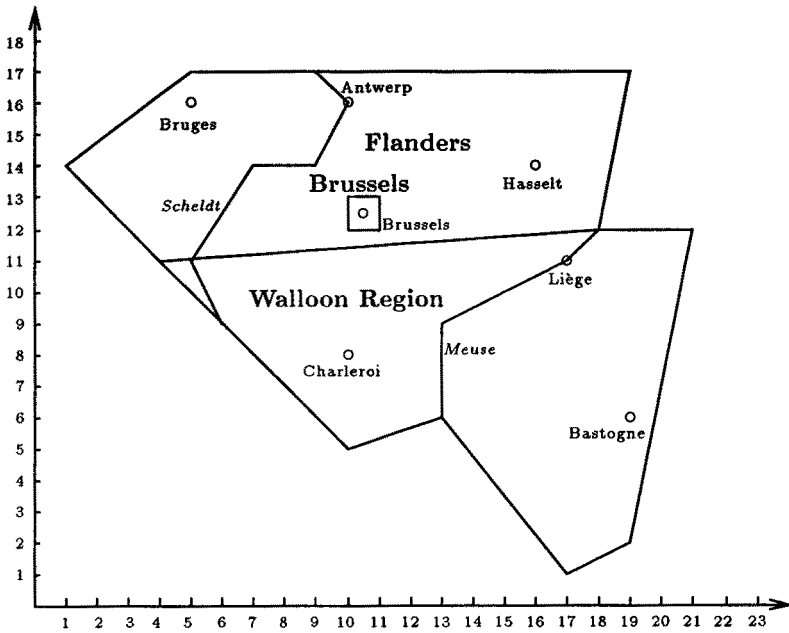 18
17
16
15
14
13
12
11
10
9
8
7
6
5
4
3
2
1
Antwerp
Bruges
Flanders
Hasselt
Brussels
Scheldt
Brussels
Liège
Walloon Region
Meuse
Charleroi
Bastogne
1 2 3 4 5 6 7 8 9 10 11 12 13 14 15 16 17 18 19 20 21 22 23